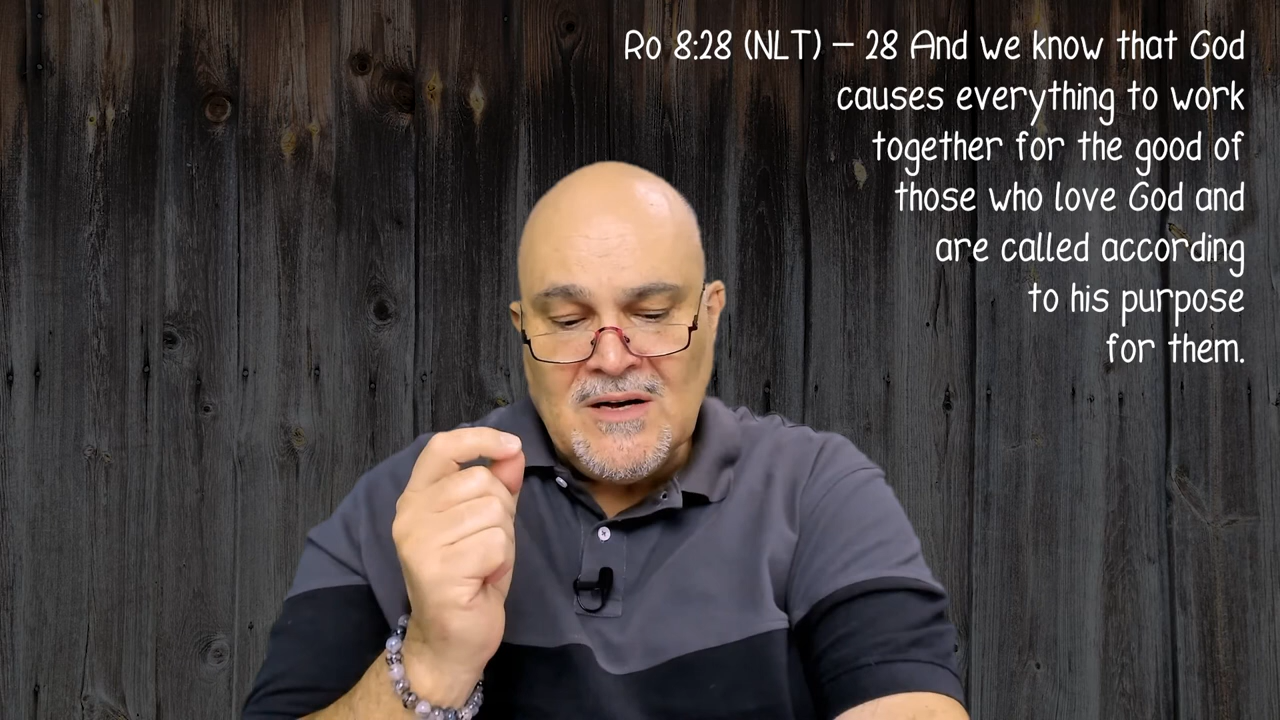 Ro 8:28 (NLT) – 28 And we know that God
causes everything to work
together for the good of
those who love God and
are called according
to his purpose
for them.